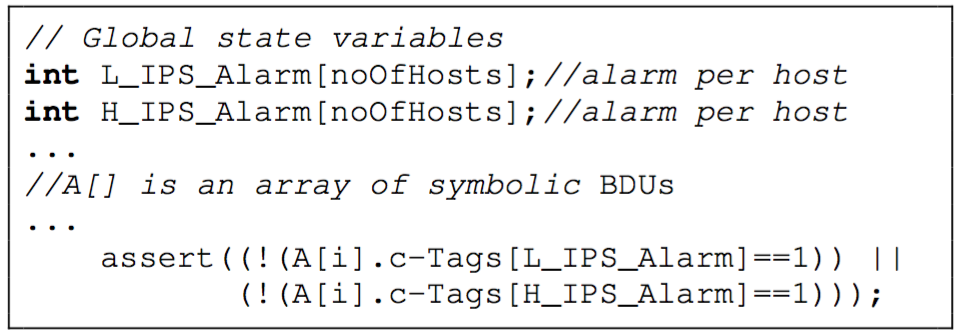 // Global state variables
int L_IPS_Alarm[noOfHosts];//alarm per host
int H_IPS_Alarm[noOfHosts];//alarm per host
...
//A[] is an array of symbolic BDUs
...
assert((!(A[i].c-Tags[L_IPS_Alarm]==1)) ||
(!(A[i].c-Tags[H_IPS_Alarm]==1)));